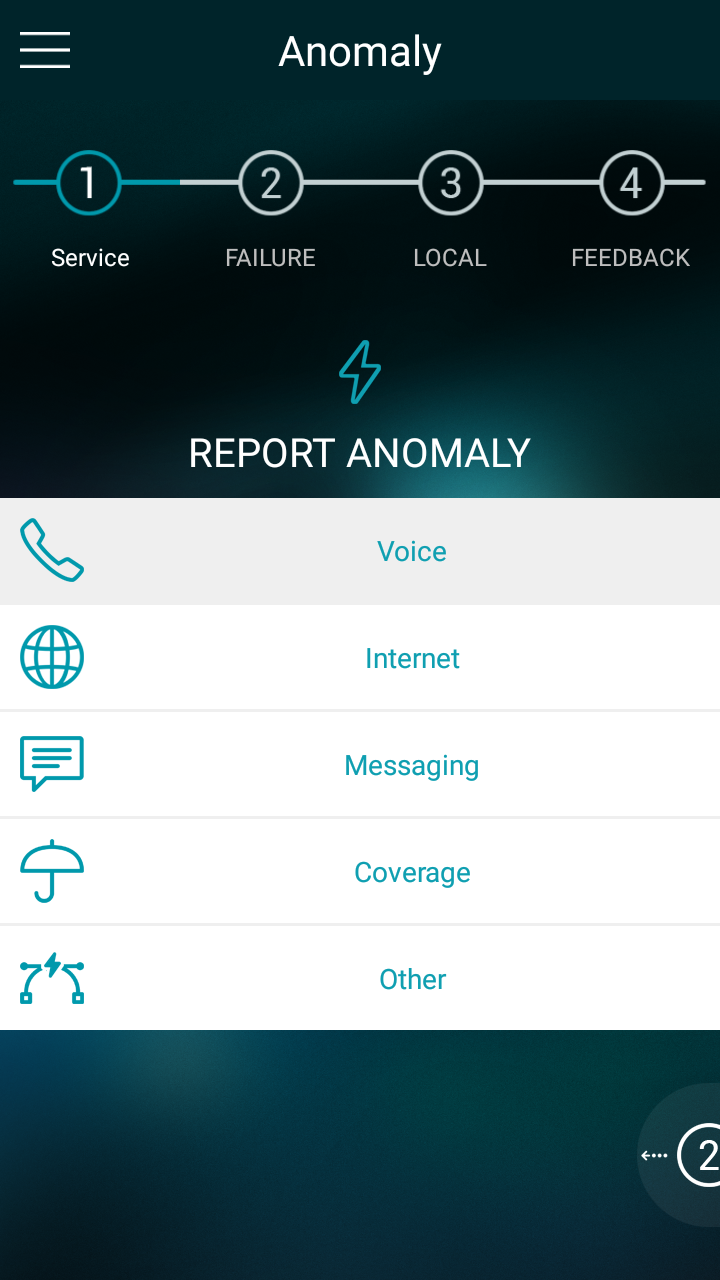 Anomaly
1 2 3 4
Service FAILURE LOCAL FEEDBACK
REPORT ANOMALY
Voice
Internet
Messaging
Coverage
Other
2